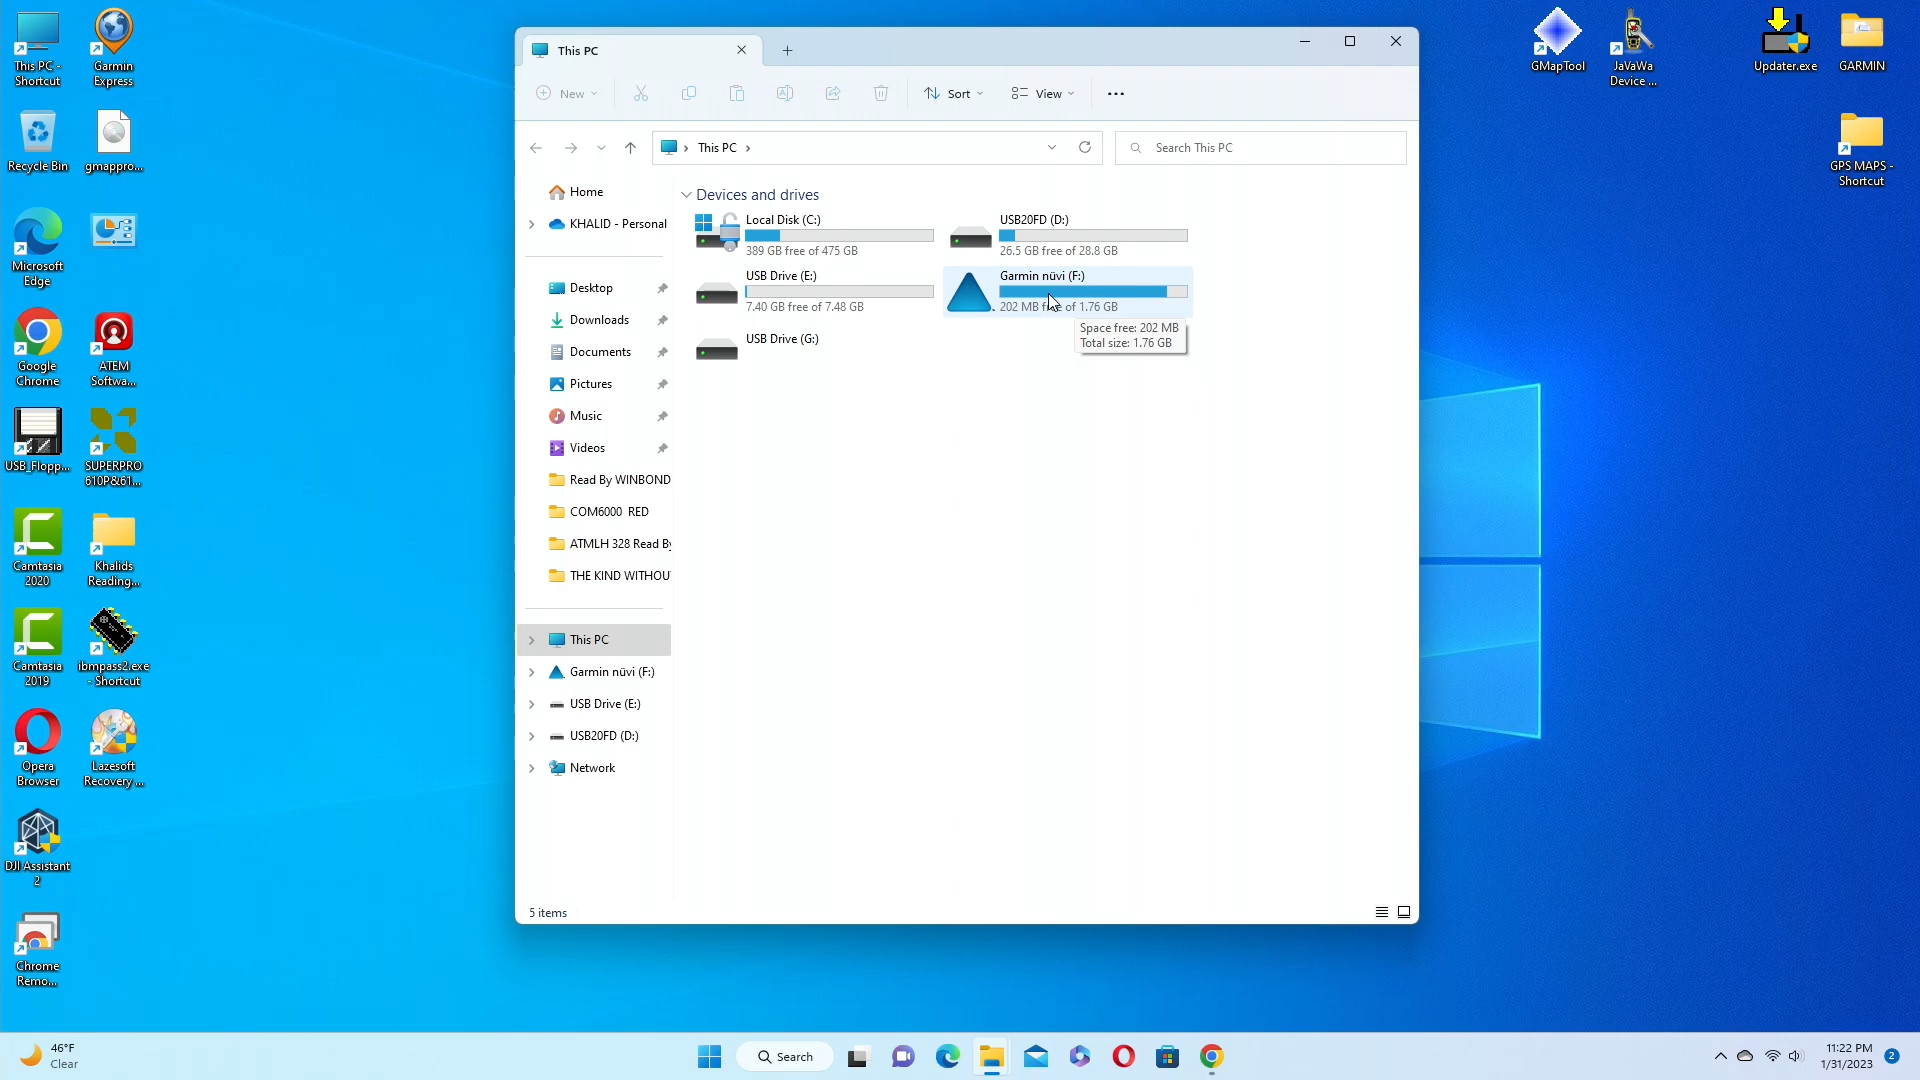 This PC -
Shortcut
Garmin
Express
Recycle Bin
gmappro...
Microsoft
Edge
Google
Chrome
ATEM
Softwa...
USB_Flopp...
SUPERPRO
610P&61...
Camtasia
2020
Khalids
Reading...
Camtasia
2019
ibmpass2.exe
- Shortcut
Opera
Browser
Lazesoft
Recovery ...
DJI Assistant
2
Chrome
Remo...
This PC
New
Sort
View
This PC
Search This PC
Home
KHALID - Personal
Desktop
Downloads
Documents
Pictures
Music
Videos
Read By WINBOND
COM6000 RED
ATMLH 328 Read By
THE KIND WITHOU
This PC
Garmin nüvi (F:)
USB Drive (E:)
USB20FD (D:)
Network
Devices and drives
Local Disk (C:)
389 GB free of 475 GB
USB20FD (D:)
26.5 GB free of 28.8 GB
USB Drive (E:)
7.40 GB free of 7.48 GB
Garmin nüvi (F:)
202 MB free of 1.76 GB
Space free: 202 MB
Total size: 1.76 GB
USB Drive (G:)
5 items
GMapTool
JaVaWa
Device ...
Updater.exe
GARMIN
GPS MAPS -
Shortcut
46°F
Clear
Search
11:22 PM
1/31/2023
2